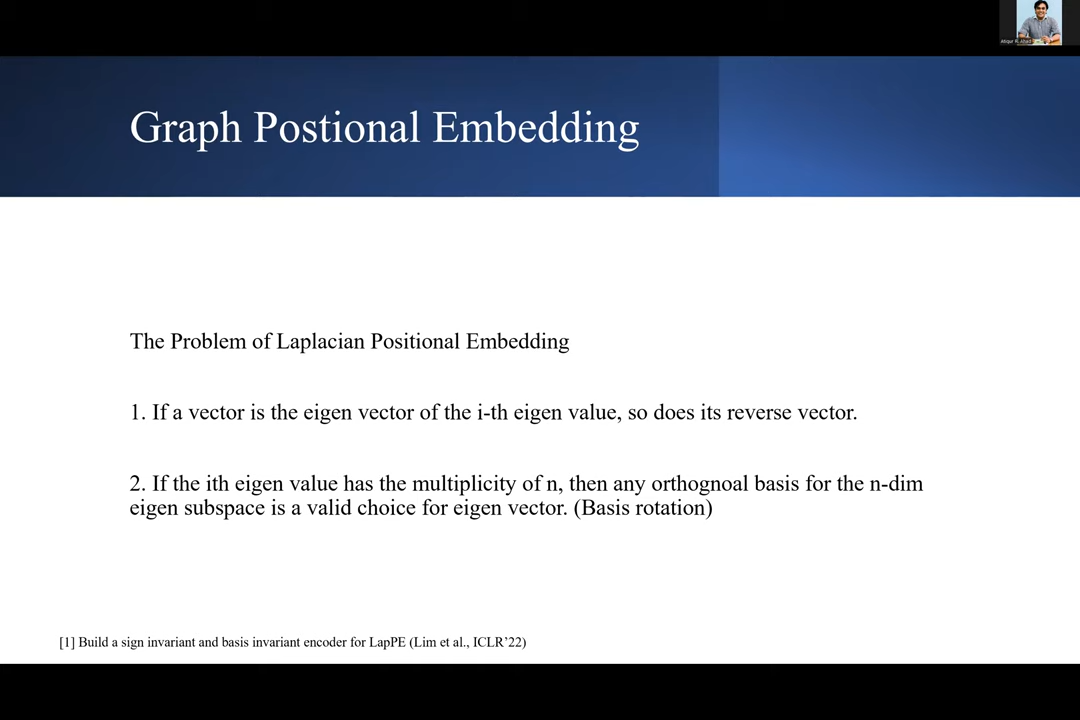 Graph Postional Embedding
The Problem of Laplacian Positional Embedding
1. If a vector is the eigen vector of the i-th eigen value, so does its reverse vector.
2. If the ith eigen value has the multiplicity of n, then any orthognoal basis for the n-dim
eigen subspace is a valid choice for eigen vector. (Basis rotation)
[1] Build a sign invariant and basis invariant encoder for LapPE (Lim et al., ICLR’22)